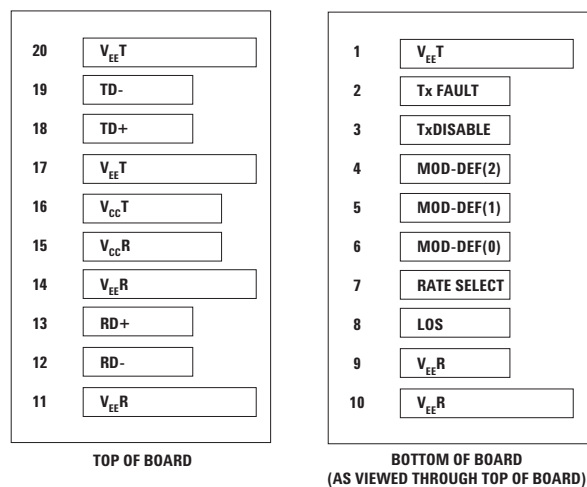 20 VEET
19 TD-
18 TD+
17 VEET
16 VCCT
15 VCCR
14 VEER
13 RD+
12 RD-
11 VEER
TOP OF BOARD
1 VEET
2 Tx FAULT
3 TxDISABLE
4 MOD-DEF(2)
5 MOD-DEF(1)
6 MOD-DEF(0)
7 RATE SELECT
8 LOS
9 VEER
10 VEER
BOTTOM OF BOARD
(AS VIEWED THROUGH TOP OF BOARD)